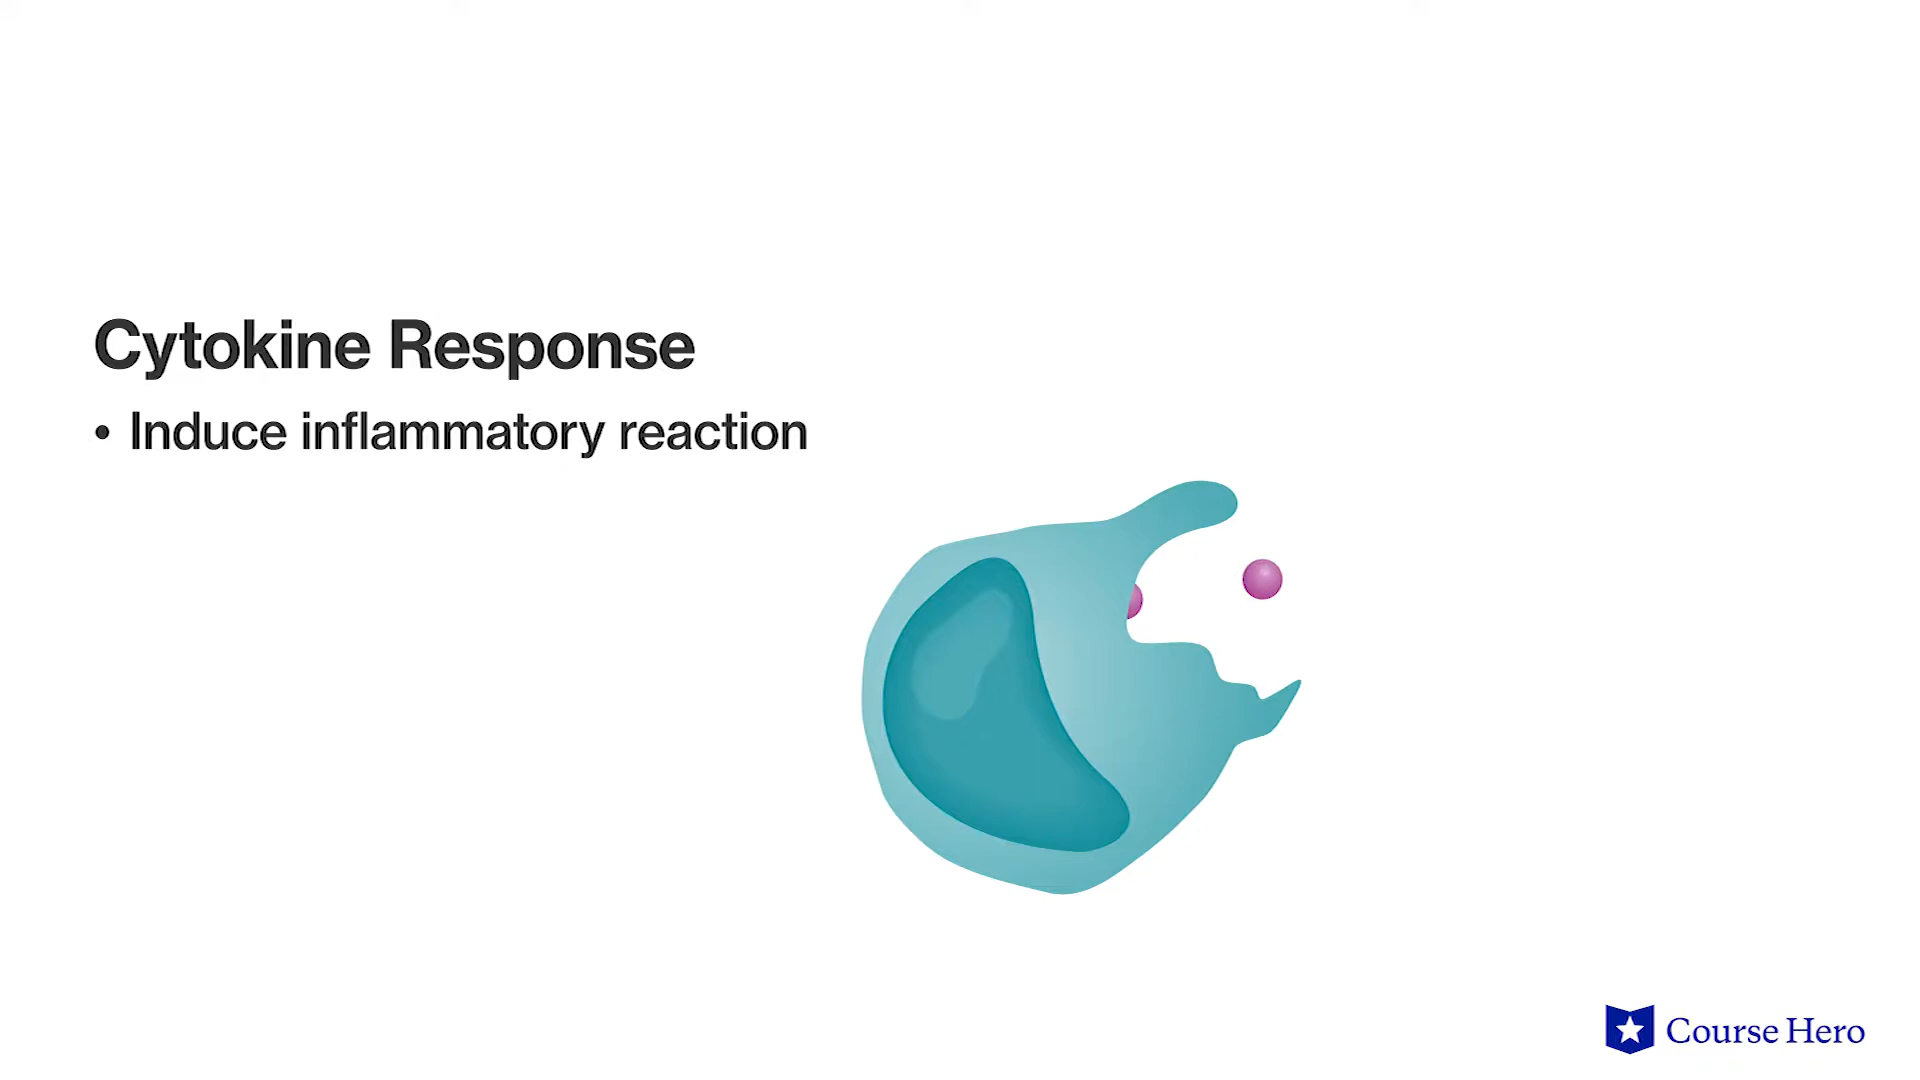 Cytokine Response
• Induce inflammatory reaction
Course Hero